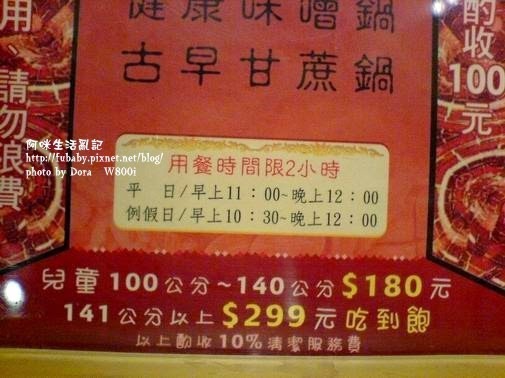 健康味噌鍋
古早甘蔗鍋
用、請勿浪費
酌收100元
阿咪生活亂記
http://fubaby.pixnet.net/blog/
photo by Dora W800i
用餐時間限2小時
平 日/早上11:00~晚上12:00
例假日/早上10:30~晚上12:00
兒童100公分~140公分$180元
141公分以上$299元吃到飽
以上酌收10%清潔服務費